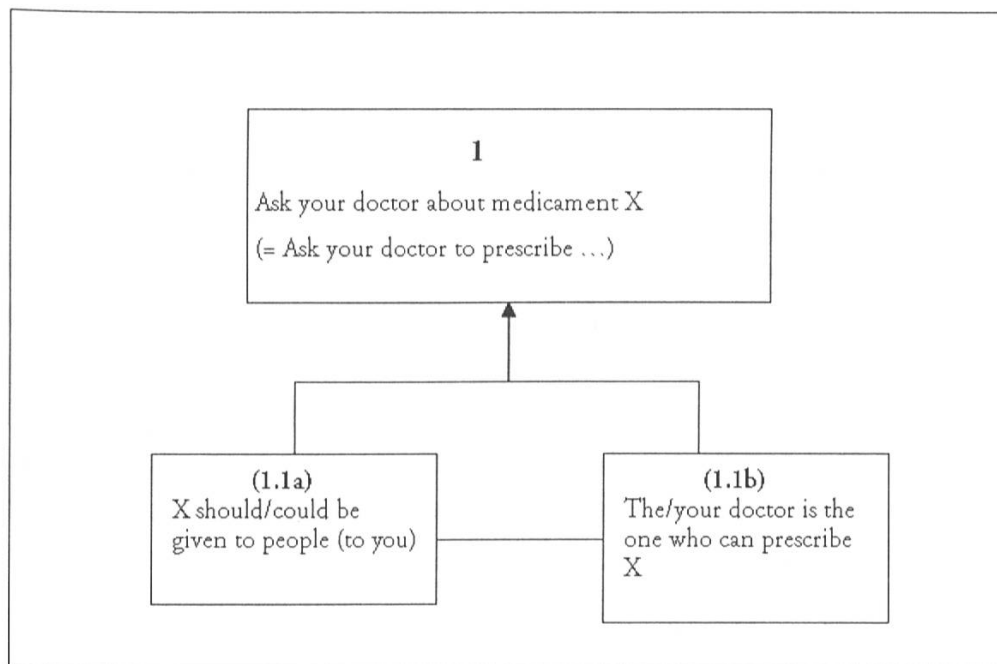 1
Ask your doctor about medicament X
(= Ask your doctor to prescribe ...)
(1.1a)
X should/could be
given to people (to you)
(1.1b)
The/your doctor is the
one who can prescribe
X